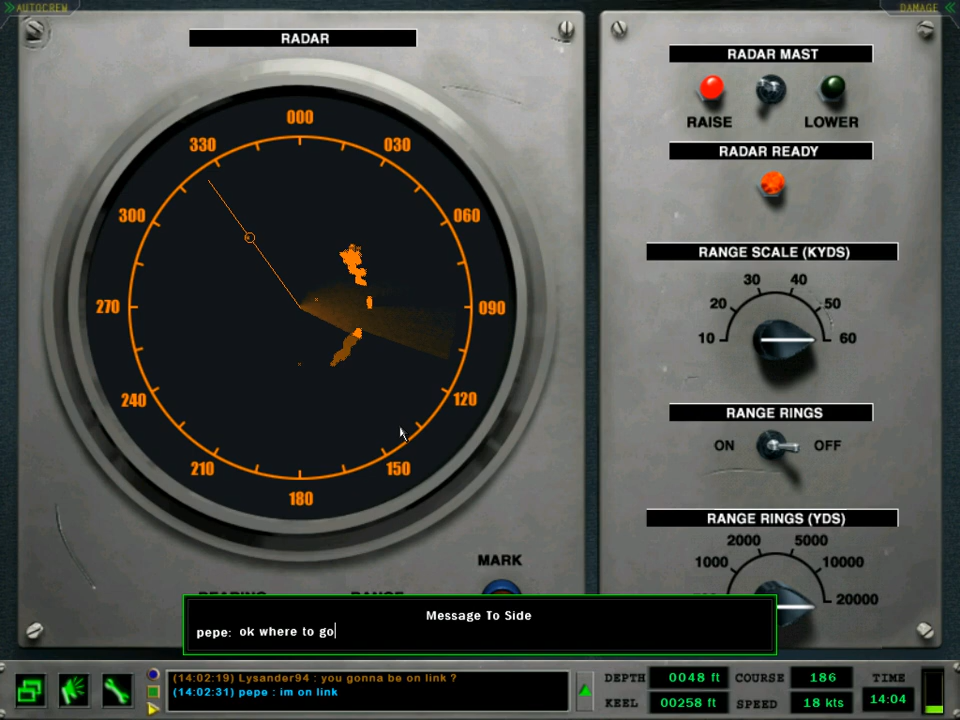 AUTOCREW
DAMAGE
RADAR
000
030
060
090
120
150
180
210
240
270
300
330
RADAR MAST
RAISE
LOWER
RADAR READY
RANGE SCALE (KYDS)
10
20
30
40
50
60
RANGE RINGS
ON
OFF
RANGE RINGS (YDS)
1000
2000
5000
10000
20000
MARK
Message To Side
pepe: ok where to go
(14:02:19) Lysander94 : you gonna be on link ?
(14:02:31) pepe : im on link
DEPTH 0048 ft
COURSE 186
TIME
KEEL 00258 ft
SPEED 18 kts
14:04